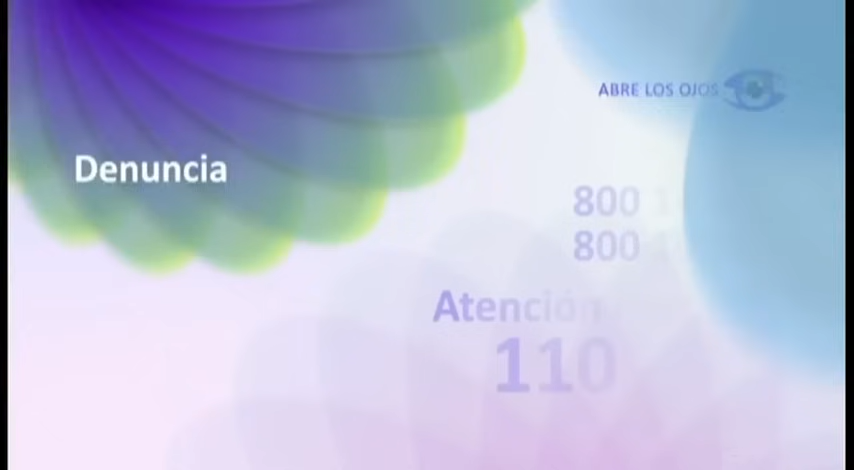 ABRE LOS OJOS
Denuncia
800
800
Atención
110